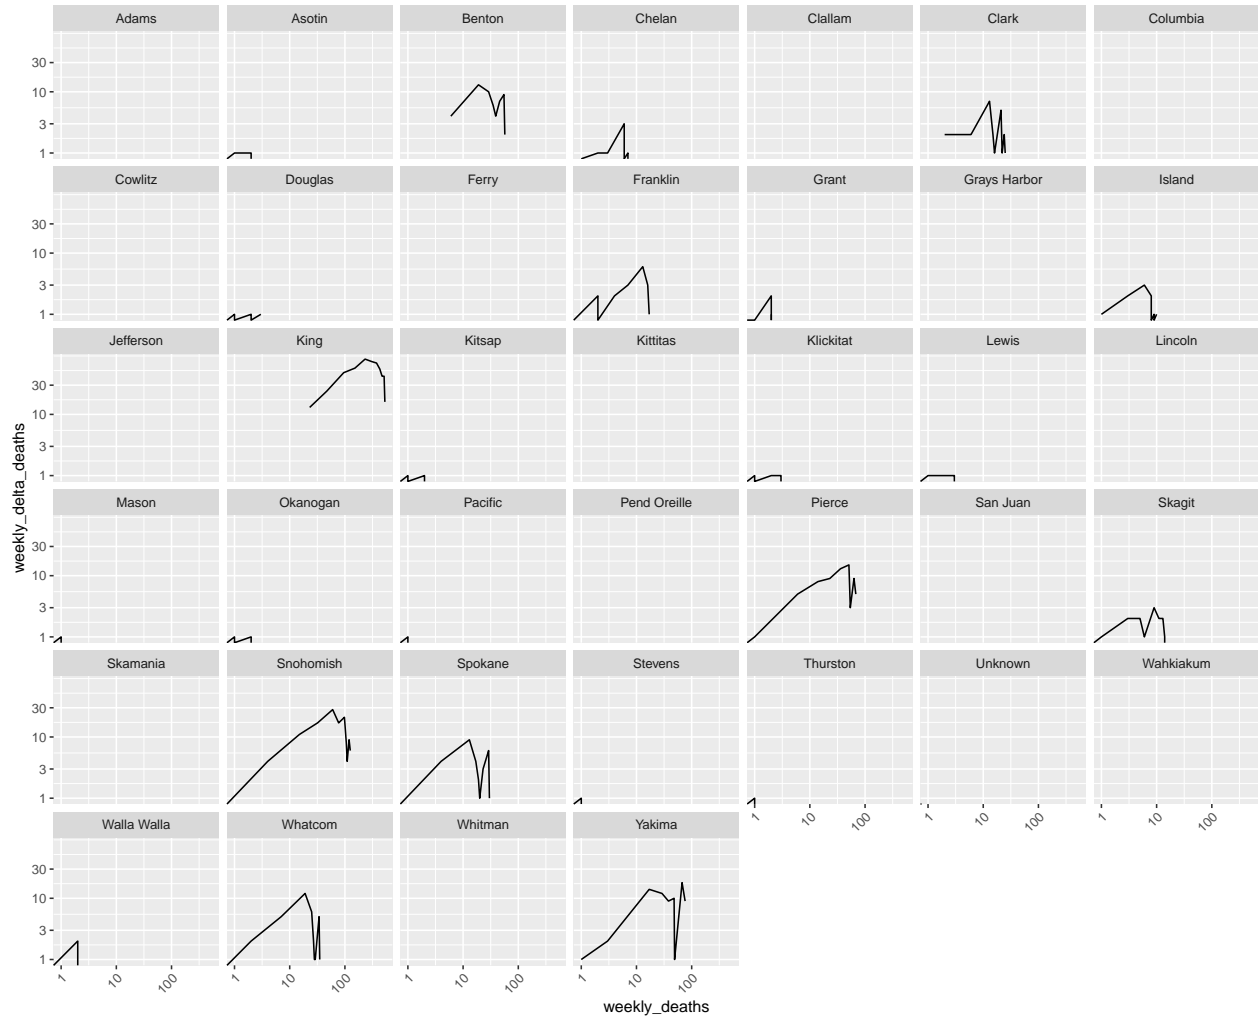 Adams Asotin Benton Chelan Clallam Clark Columbia
30
10
3
1
Cowlitz Douglas Ferry Franklin Grant Grays Harbor Island
30
10
3
1
Jefferson King Kitsap Kittitas Klickitat Lewis Lincoln
30
10
3
1
weekly_delta_deaths
Mason Okanogan Pacific Pend Oreille Pierce San Juan Skagit
30
10
3
1
Skamania Snohomish Spokane Stevens Thurston Unknown Wahkiakum
30
10
3
1
1 10 100 1 10 100 1 10 100
Walla Walla Whatcom Whitman Yakima
30
10
3
1
1 10 100 1 10 100 1 10 100 1 10 100
weekly_deaths